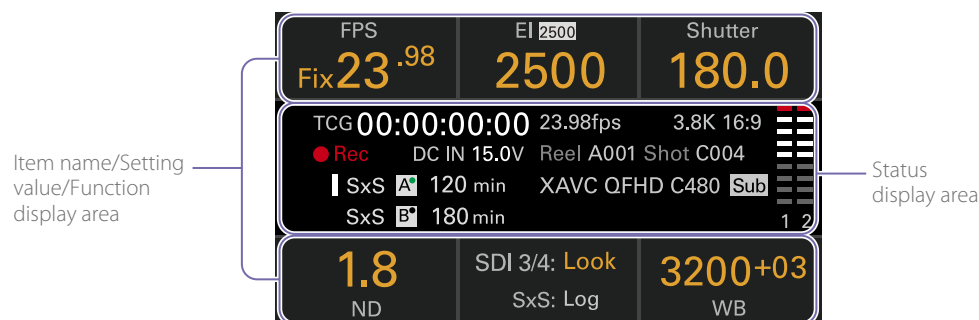 FPS
Fix23.98
EI 2500
2500
Shutter
180.0
TCG 00:00:00:00 23.98fps 3.8K 16:9
Rec DC IN 15.0V Reel A001 Shot C004
SxS A 120 min XAVC QFHD C480 Sub
SxS B 180 min
1 2
1.8
ND
SDI 3/4: Look
SxS: Log
3200+03
WB
Item name/Setting
value/Function
display area
Status
display area